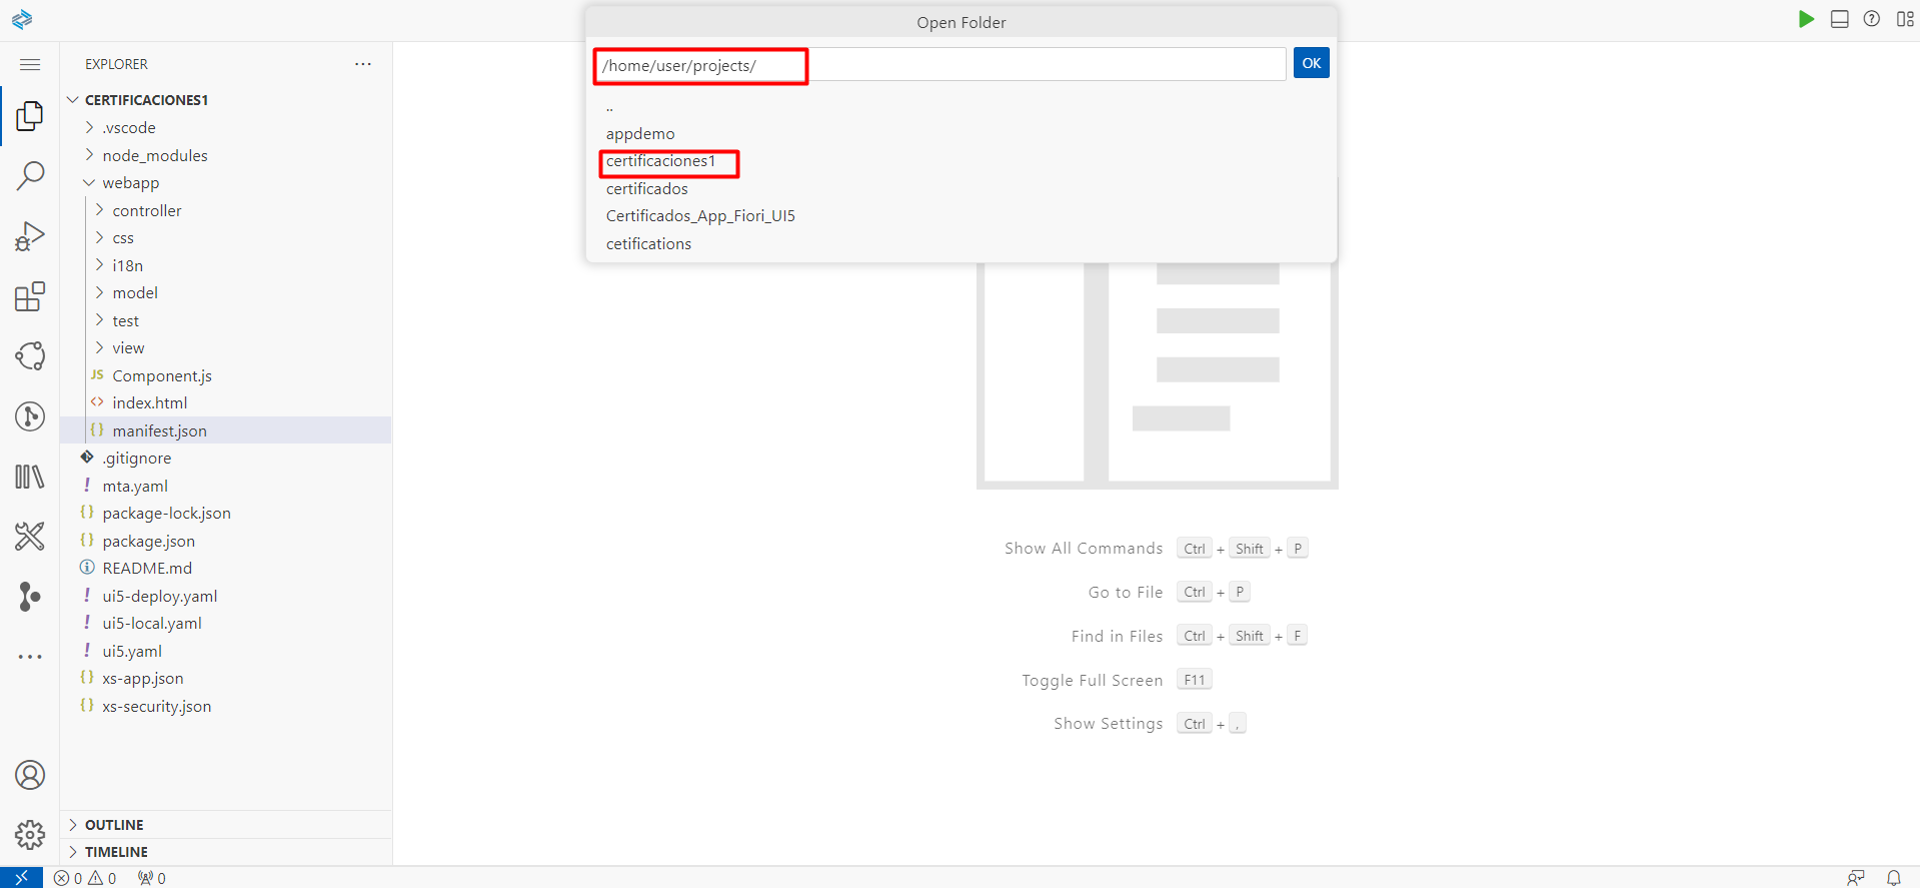 Open Folder
/home/user/projects/
OK
..
appdemo
certificaciones1
certificados
Certificados_App_Fiori_UI5
cetifications
EXPLORER
CERTIFICACIONES1
.vscode
node_modules
webapp
controller
css
i18n
model
test
view
JS Component.js
<> index.html
{} manifest.json
.gitignore
! mta.yaml
{} package-lock.json
{} package.json
README.md
! ui5-deploy.yaml
! ui5-local.yaml
! ui5.yaml
{} xs-app.json
{} xs-security.json
OUTLINE
TIMELINE
Show All Commands Ctrl + Shift + P
Go to File Ctrl + P
Find in Files Ctrl + Shift + F
Toggle Full Screen F11
Show Settings Ctrl + ,
0 0 0